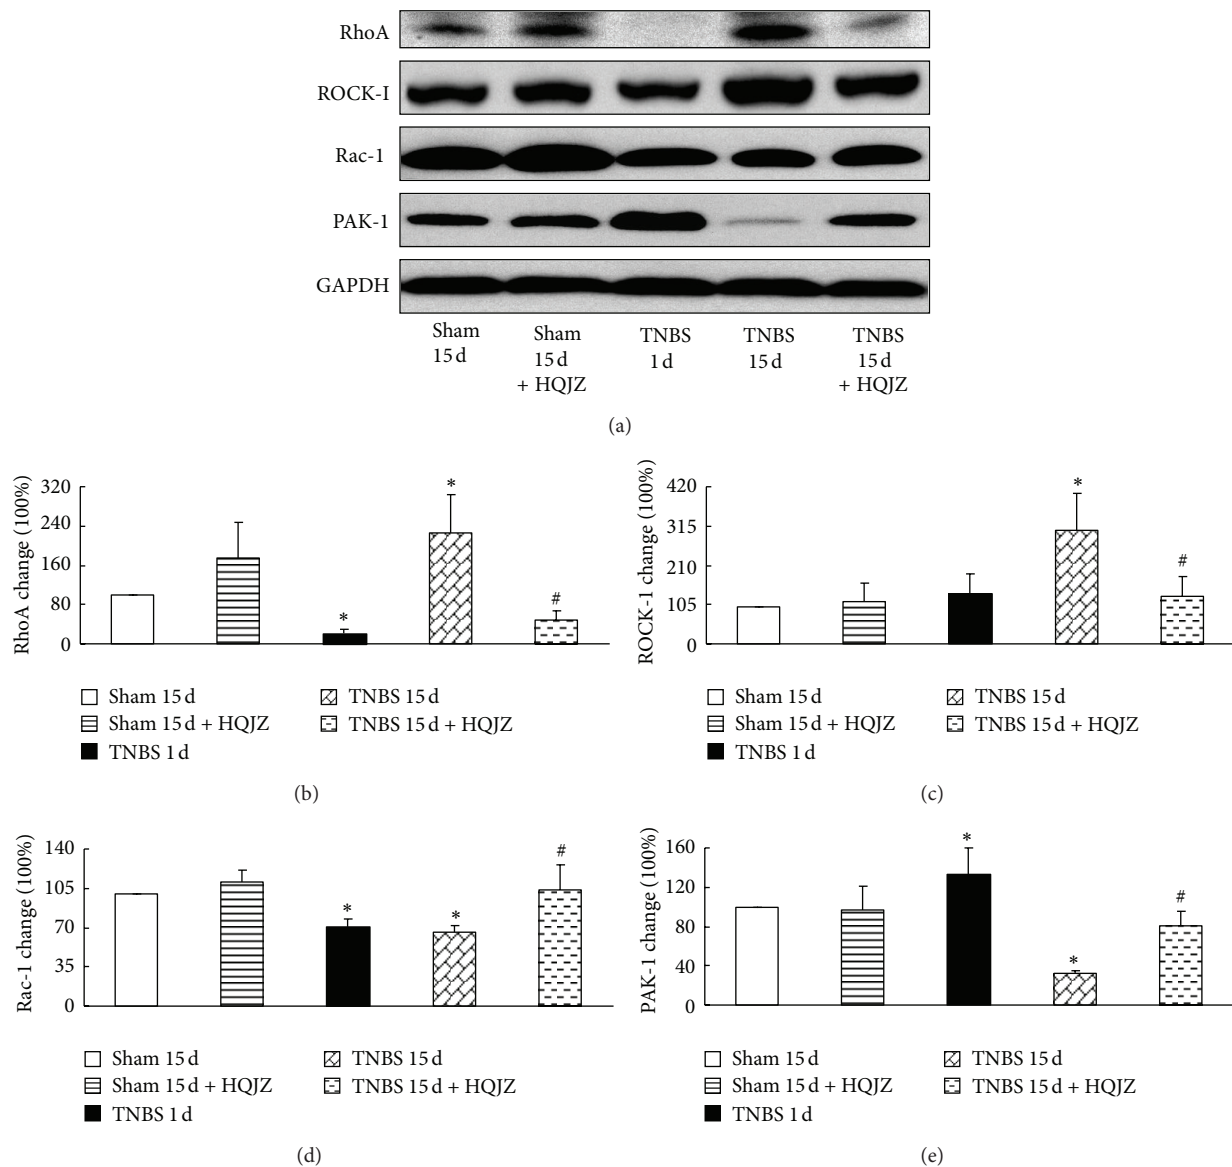 RhoA
ROCK-I
Rac-1
PAK-1
GAPDH
Sham 15 d
Sham 15 d + HQJZ
TNBS 1 d
TNBS 15 d
TNBS 15 d + HQJZ
(a)
RhoA change (100%)
320
240
160
80
0
*
*
#
Sham 15 d
Sham 15 d + HQJZ
TNBS 1 d
TNBS 15 d
TNBS 15 d + HQJZ
(b)
ROCK-1 change (100%)
420
315
210
105
0
*
#
Sham 15 d
Sham 15 d + HQJZ
TNBS 1 d
TNBS 15 d
TNBS 15 d + HQJZ
(c)
Rac-1 change (100%)
140
105
70
35
0
*
*
#
Sham 15 d
Sham 15 d + HQJZ
TNBS 1 d
TNBS 15 d
TNBS 15 d + HQJZ
(d)
PAK-1 change (100%)
160
120
80
40
0
*
*
#
Sham 15 d
Sham 15 d + HQJZ
TNBS 1 d
TNBS 15 d
TNBS 15 d + HQJZ
(e)